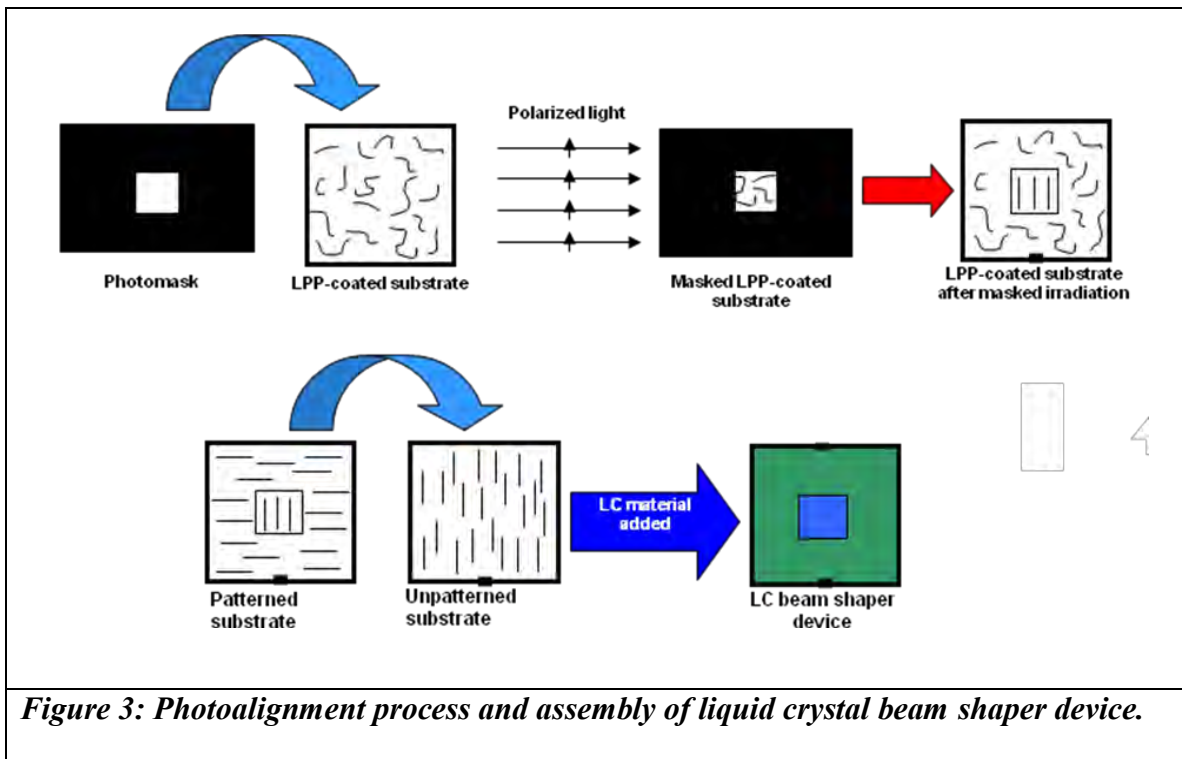 Polarized light
Photomask
LPP-coated substrate
Masked LPP-coated
substrate
LPP-coated substrate
after masked irradiation
LC material
added
Patterned
substrate
Unpatterned
substrate
LC beam shaper
device
Figure 3: Photoalignment process and assembly of liquid crystal beam shaper device.